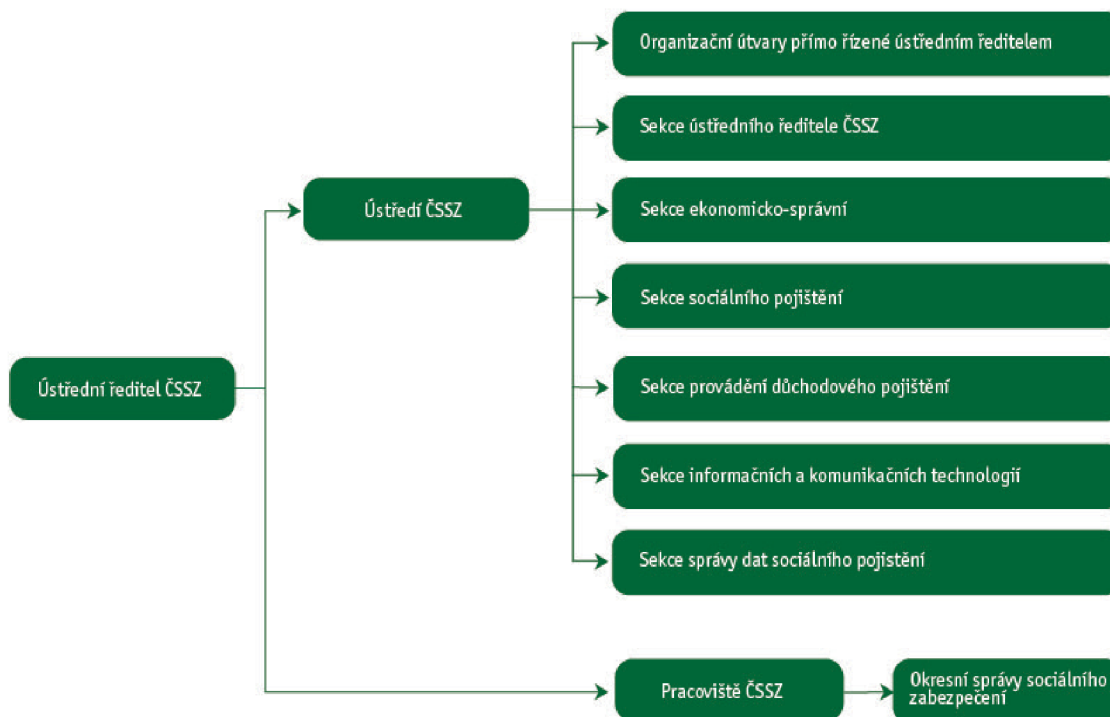 Organizační útvary přímo řízené ústředním ředitelem
Sekce ústředního ředitele ČSSZ
Ústředí ČSSZ
Sekce ekonomicko-správní
Sekce sociálního pojištění
Ústřední ředitel ČSSZ
Sekce provádění důchodového pojištění
Sekce informačních a komunikačních technologií
Sekce správy dat sociálního pojistění
Pracoviště ČSSZ
Okresní správy sociálního
zabezpečení